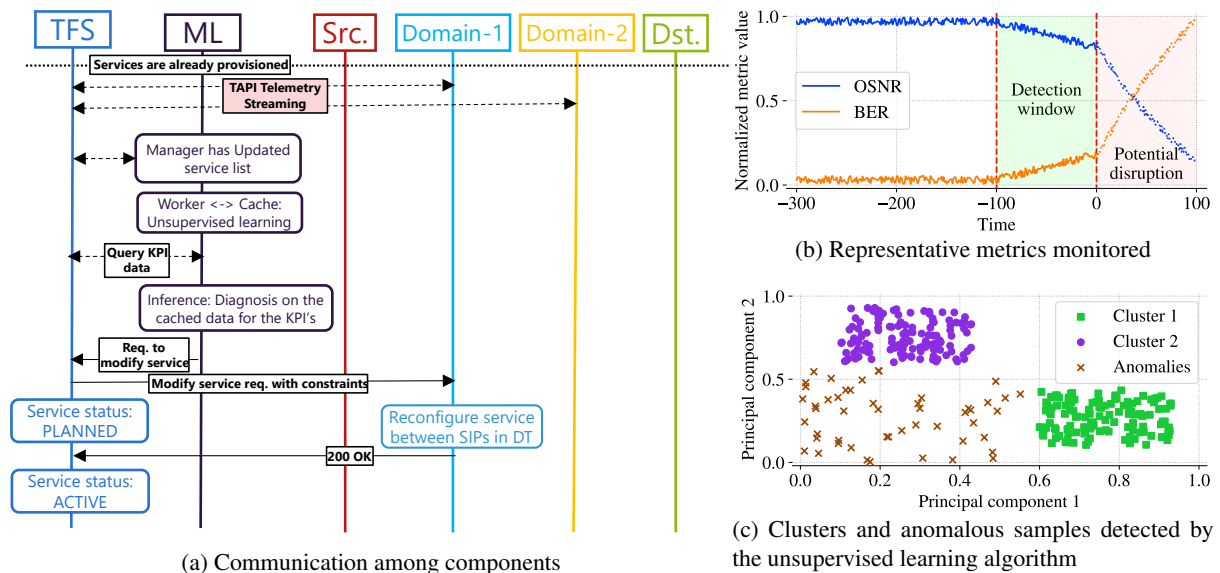 TFS
ML
Src.
Domain-1
Domain-2
Dst.
Services are already provisioned
TAPI Telemetry
Streaming
Manager has Updated
service list
Worker <-> Cache:
Unsupervised learning
Query KPI
data
Inference: Diagnosis on the
cached data for the KPI's
Req. to
modify service
Modify service req. with constraints
Service status:
PLANNED
Reconfigure service
between SIPs in DT
200 OK
Service status:
ACTIVE
(a) Communication among components
Normalized metric value
1.0
0.5
0.0
OSNR
BER
Detection
window
Potential
disruption
−300
−200
−100
0
100
Time
(b) Representative metrics monitored
Principal component 2
1.0
0.5
0.0
Cluster 1
Cluster 2
Anomalies
0.0
0.2
0.4
0.6
0.8
1.0
Principal component 1
(c) Clusters and anomalous samples detected by
the unsupervised learning algorithm